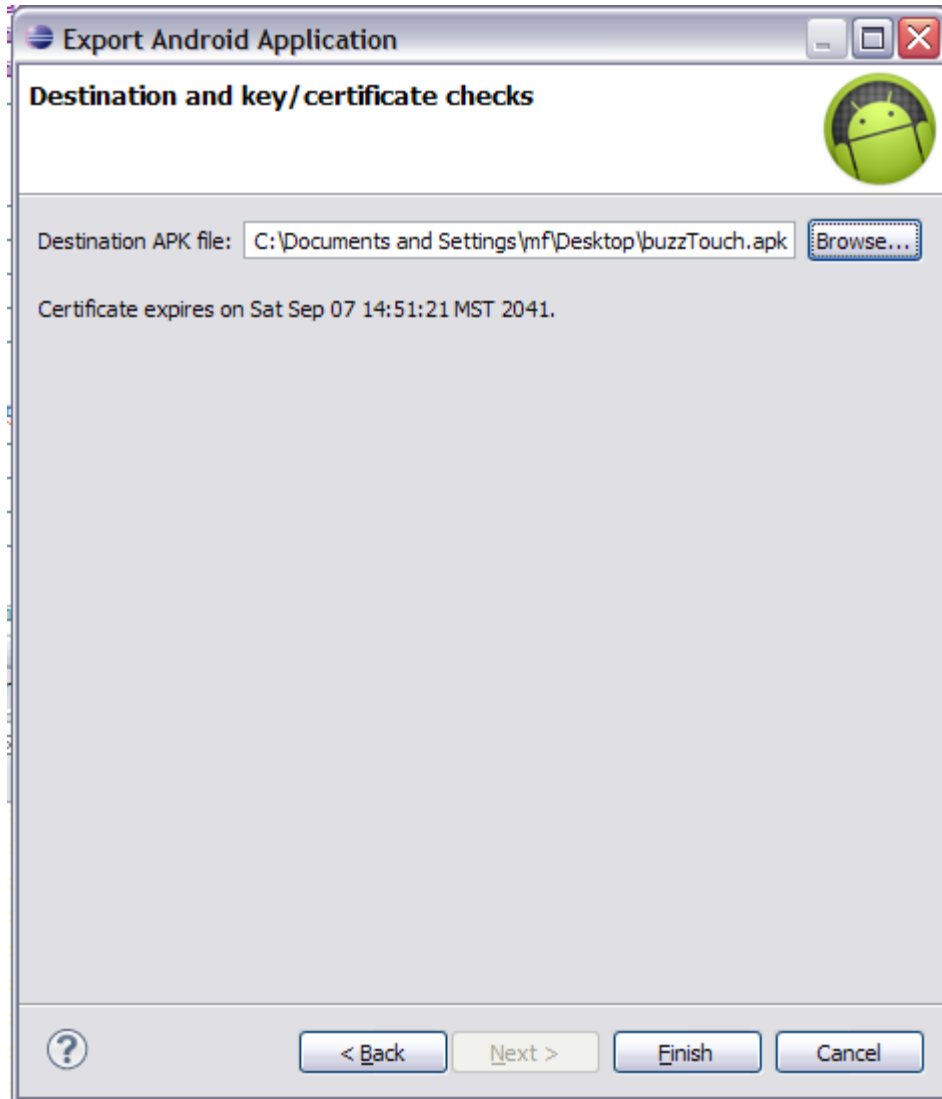 Export Android Application
Destination and key/certificate checks
Destination APK file: C:\Documents and Settings\mf\Desktop\buzzTouch.apk Browse...
Certificate expires on Sat Sep 07 14:51:21 MST 2041.
? < Back Next > Finish Cancel